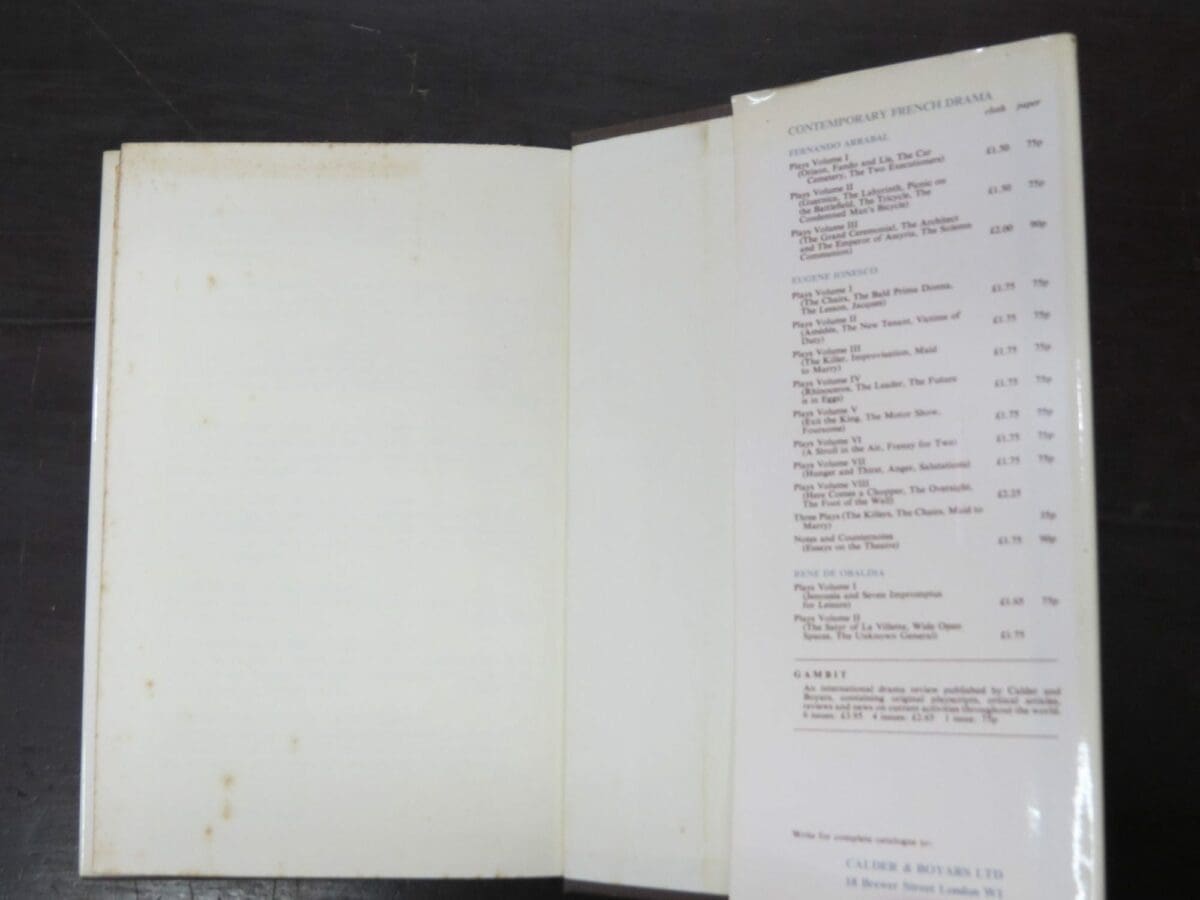 CONTEMPORARY FRENCH DRAMA
cloth paper
FERNANDO ARRABAL
Plays Volume I
(Orison, Fando and Lis, The Car £1.50 75p
Cemetery, The Two Executioners)
Plays Volume II
(Guernica, The Labyrinth, Picnic on £1.50 75p
the Battlefield, The Tricycle, The
Condemned Man's Bicycle)
Plays Volume III
(The Grand Ceremonial, The Architect £2.00 90p
and The Emperor of Assyria, The Solemn
Communion)
EUGENE IONESCO
Plays Volume I £1.75 75p
(The Chairs, The Bald Prima Donna,
The Lesson, Jacques)
Plays Volume II £1.75 75p
(Amédée, The New Tenant, Victims of
Duty)
Plays Volume III £1.75 75p
(The Killer, Improvisation, Maid
to Marry)
Plays Volume IV £1.75 75p
(Rhinoceros, The Leader, The Future
is in Eggs)
Plays Volume V £1.75 75p
(Exit the King, The Motor Show,
Foursome)
Plays Volume VI £1.75 75p
(A Stroll in the Air, Frenzy for Two)
Plays Volume VII £1.75 75p
(Hunger and Thirst, Anger, Salutations)
Plays Volume VIII
(Here Comes a Chopper, The Oversight, £2.25
The Foot of the Wall)
Three Plays (The Killers, The Chairs, Maid to
Marry)
Notes and Counternotes £1.75 90p
(Essays on the Theatre)
RENE DE OBALDIA
Plays Volume I
(Jenousia and Seven Impromptus
for Leisure) 75p
Plays Volume II
(The Satyr of La Villette, Wide Open
Spaces, The Unknown General) £1.75
GAMBIT
An international drama review published by Calder and
Boyars, containing original playscripts, critical articles,
reviews and news on current activities throughout the world.
6 issues: £3.95 4 issues: £2.65 1 issue: 75p
Write for complete catalogue to:
CALDER & BOYARS LTD
18 Brewer Street London W1